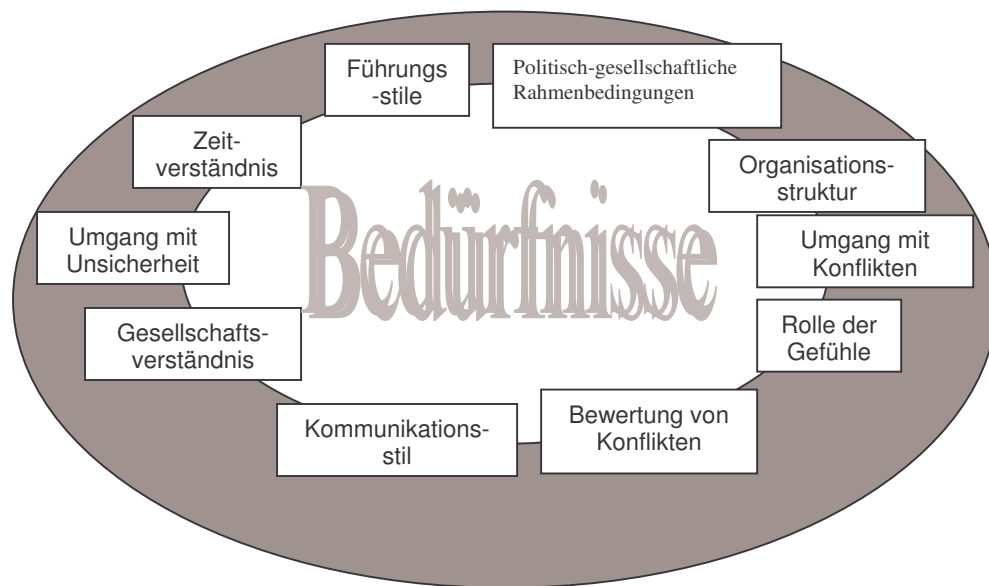 Führungs
-stile
Politisch-gesellschaftliche
Rahmenbedingungen
Zeit-
verständnis
Organisations-
struktur
Bedürfnisse
Umgang mit
Unsicherheit
Umgang mit
Konflikten
Gesellschafts-
verständnis
Rolle der
Gefühle
Kommunikations-
stil
Bewertung von
Konflikten